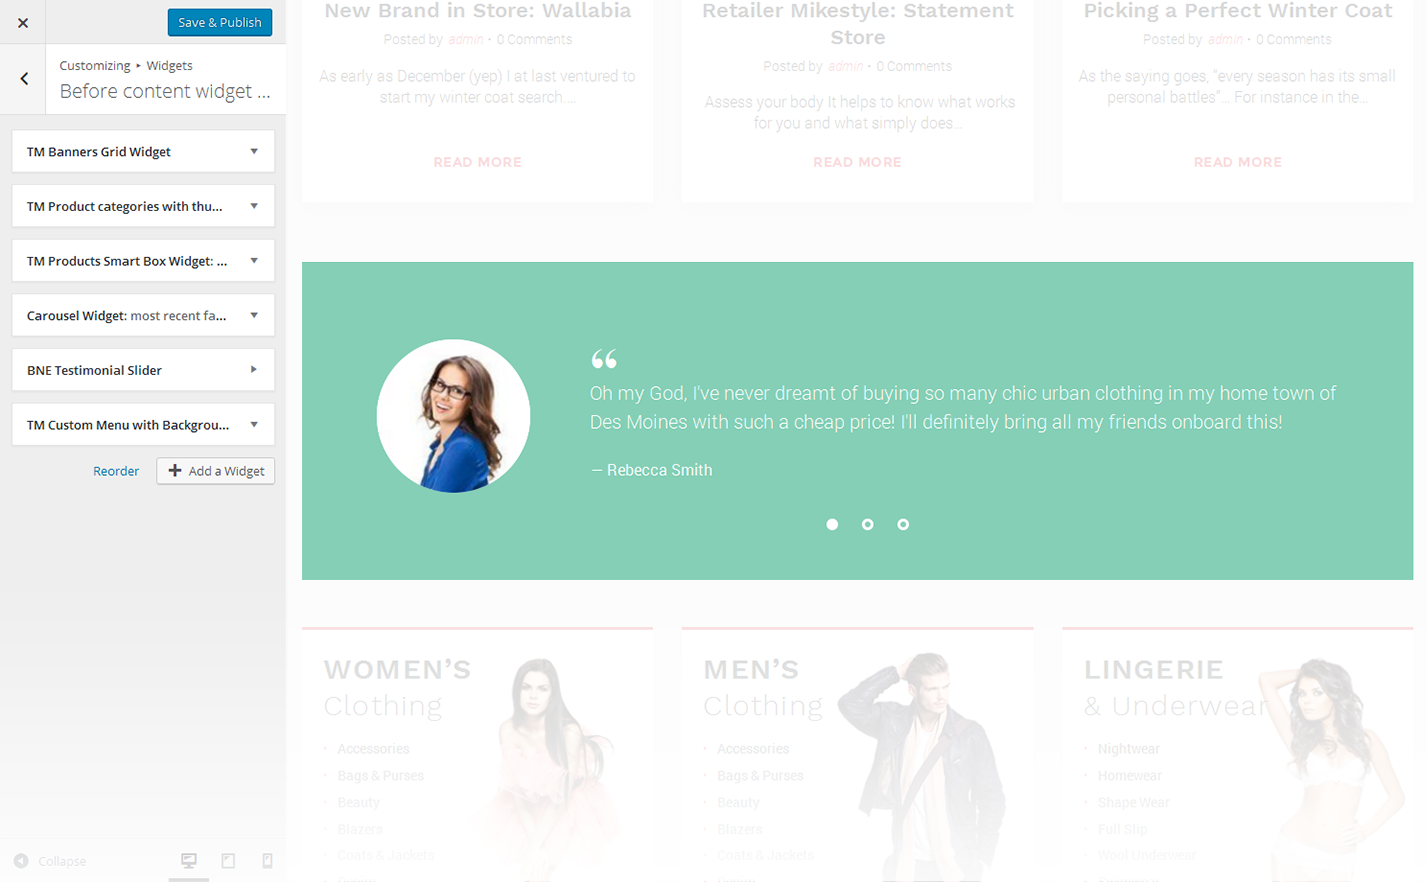 Save & Publish
Customizing ▸ Widgets
Before content widget ...
TM Banners Grid Widget
TM Product categories with thu...
TM Products Smart Box Widget: ...
Carousel Widget: most recent fa...
BNE Testimonial Slider
TM Custom Menu with Backgrou...
Reorder
Add a Widget
Collapse
New Brand in Store: Wallabia
Posted by admin · 0 Comments
As early as December (yep) I at last ventured to
start my winter coat search....
READ MORE
Retailer Mikestyle: Statement
Store
Posted by admin · 0 Comments
Assess your body It helps to know what works
for you and what simply does...
READ MORE
Picking a Perfect Winter Coat
Posted by admin · 0 Comments
As the saying goes, "every season has its small
personal battles"... For instance in the...
READ MORE
“
Oh my God, I've never dreamt of buying so many chic urban clothing in my home town of
Des Moines with such a cheap price! I'll definitely bring all my friends onboard this!
— Rebecca Smith
WOMEN’S
Clothing
· Accessories
· Bags & Purses
· Beauty
· Blazers
· Coats & Jackets
MEN’S
Clothing
· Accessories
· Bags & Purses
· Beauty
· Blazers
· Coats & Jackets
LINGERIE
& Underwear
· Nightwear
· Homewear
· Shape Wear
· Full Slip
· Wool Underwear